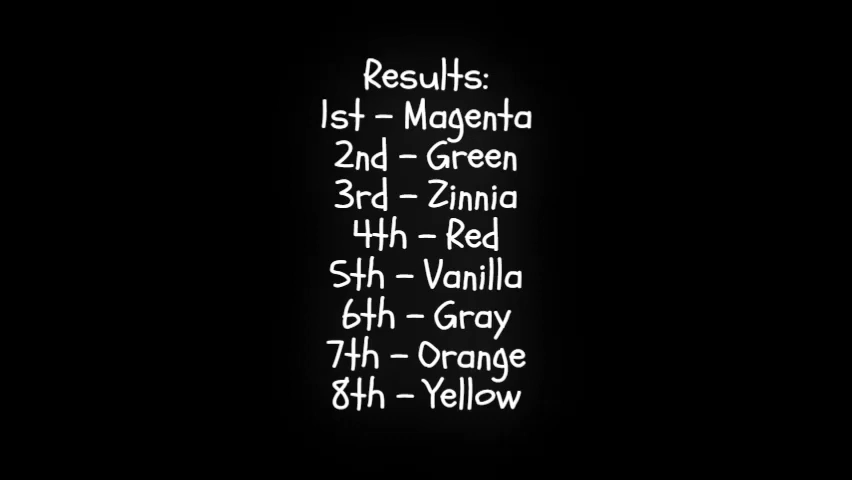 Results:
1st - Magenta
2nd - Green
3rd - Zinnia
4th - Red
5th - Vanilla
6th - Gray
7th - Orange
8th - Yellow